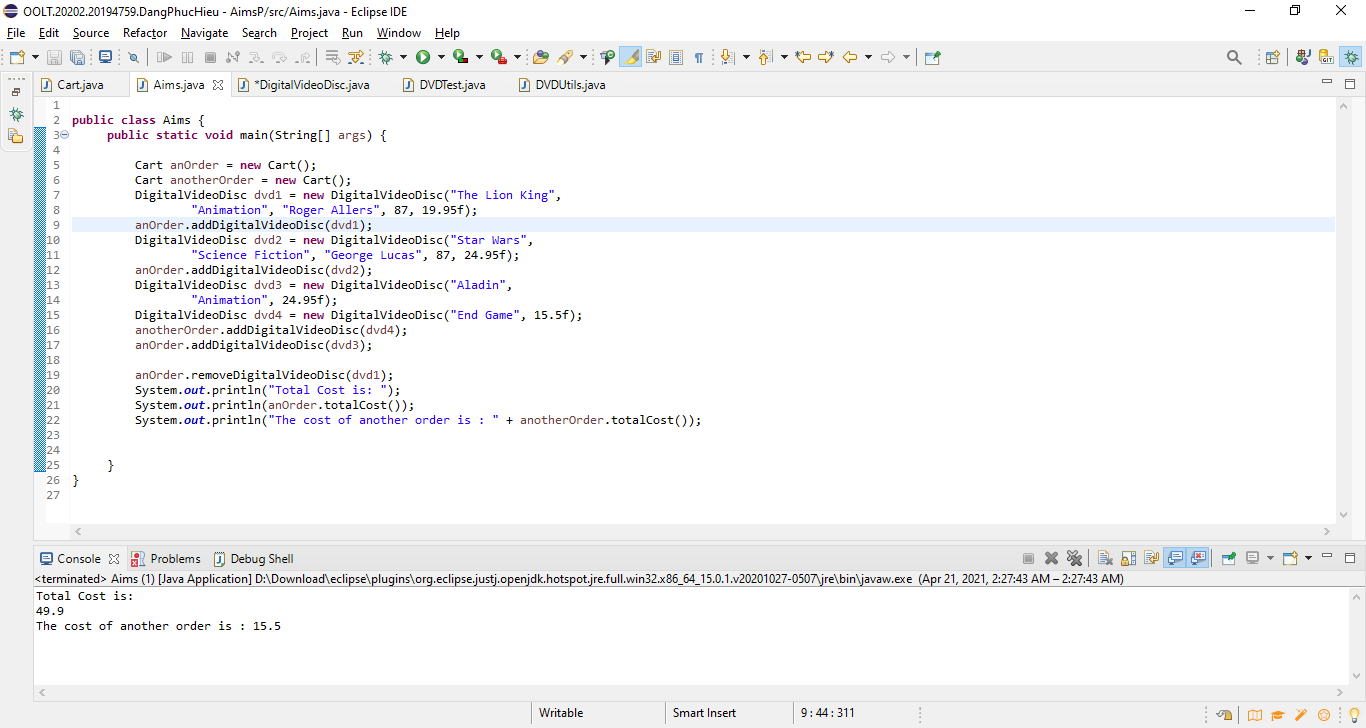 OOLT.20202.20194759.DangPhucHieu - AimsP/src/Aims.java - Eclipse IDE
File Edit Source Refactor Navigate Search Project Run Window Help
Cart.java Aims.java *DigitalVideoDisc.java DVDTest.java DVDUtils.java
1
2 public class Aims {
3 public static void main(String[] args) {
4
5 Cart anOrder = new Cart();
6 Cart anotherOrder = new Cart();
7 DigitalVideoDisc dvd1 = new DigitalVideoDisc("The Lion King",
8 "Animation", "Roger Allers", 87, 19.95f);
9 anOrder.addDigitalVideoDisc(dvd1);
10 DigitalVideoDisc dvd2 = new DigitalVideoDisc("Star Wars",
11 "Science Fiction", "George Lucas", 87, 24.95f);
12 anOrder.addDigitalVideoDisc(dvd2);
13 DigitalVideoDisc dvd3 = new DigitalVideoDisc("Aladin",
14 "Animation", 24.95f);
15 DigitalVideoDisc dvd4 = new DigitalVideoDisc("End Game", 15.5f);
16 anotherOrder.addDigitalVideoDisc(dvd4);
17 anOrder.addDigitalVideoDisc(dvd3);
18
19 anOrder.removeDigitalVideoDisc(dvd1);
20 System.out.println("Total Cost is: ");
21 System.out.println(anOrder.totalCost());
22 System.out.println("The cost of another order is : " + anotherOrder.totalCost());
23
24
25 }
26 }
27
Console Problems Debug Shell
<terminated> Aims (1) [Java Application] D:\Download\eclipse\plugins\org.eclipse.justj.openjdk.hotspot.jre.full.win32.x86_64_15.0.1.v20201027-0507\jre\bin\javaw.exe (Apr 21, 2021, 2:27:43 AM – 2:27:43 AM)
Total Cost is:
49.9
The cost of another order is : 15.5
Writable Smart Insert 9 : 44 : 311